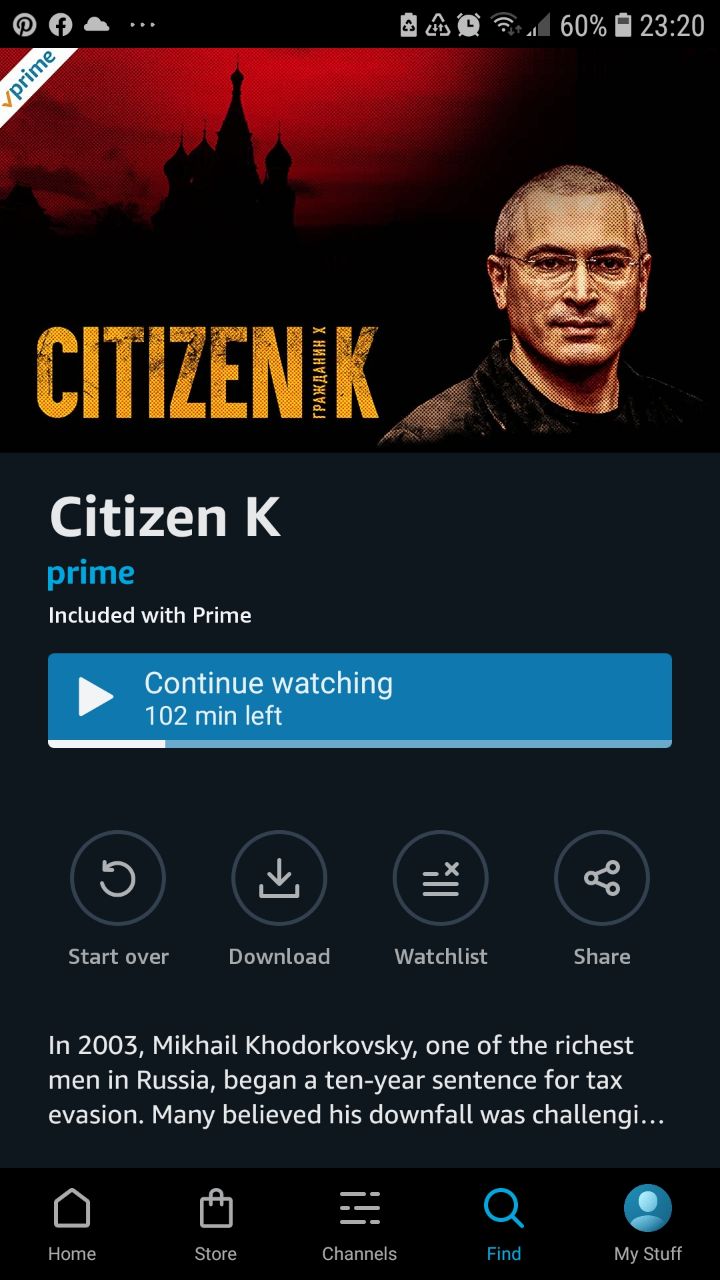 60% 23:20
prime
CITIZEN K
ГРАЖДАНИН Х
Citizen K
prime
Included with Prime
Continue watching
102 min left
Start over
Download
Watchlist
Share
In 2003, Mikhail Khodorkovsky, one of the richest
men in Russia, began a ten-year sentence for tax
evasion. Many believed his downfall was challengi...
Home
Store
Channels
Find
My Stuff